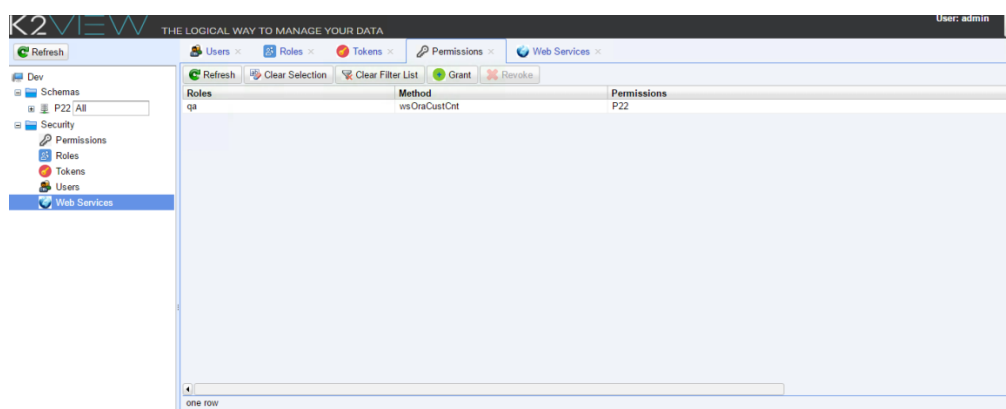 K2VIEW THE LOGICAL WAY TO MANAGE YOUR DATA User: admin
Refresh
Users × Roles × Tokens × Permissions × Web Services ×
Refresh Clear Selection Clear Filter List Grant Revoke
Dev
Schemas
P22 All
Security
Permissions
Roles
Tokens
Users
Web Services
Roles Method Permissions
qa wsOraCustCnt P22
one row